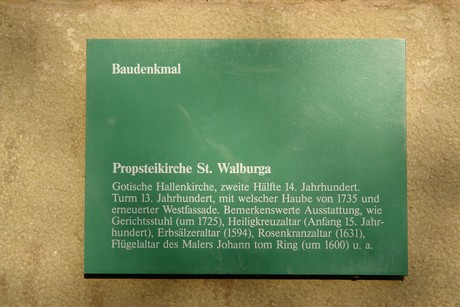 Baudenkmal
Propsteikirche St. Walburga
Gotische Hallenkirche, zweite Hälfte 14. Jahrhundert.
Turm 13. Jahrhundert, mit welscher Haube von 1735 und
erneuerter Westfassade. Bemerkenswerte Ausstattung, wie
Gerichtsstuhl (um 1725), Heiligkreuzaltar (Anfang 15. Jahr-
hundert), Erbsälzeraltar (1594), Rosenkranzaltar (1631),
Flügelaltar des Malers Johann tom Ring (um 1600) u. a.